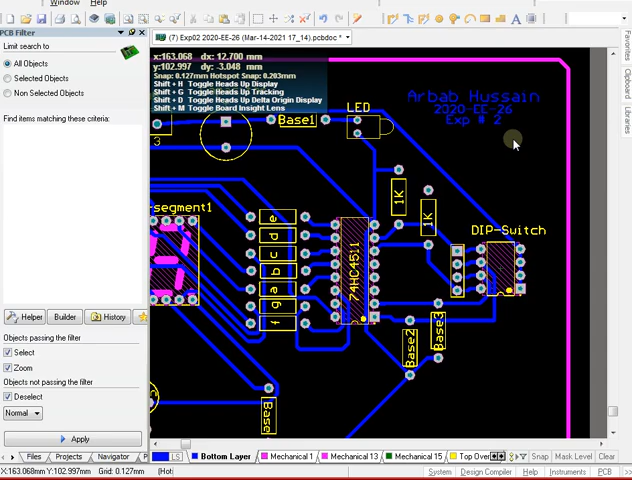 Window
Help
PCB Filter
Limit search to
All Objects
Selected Objects
Non Selected Objects
Find items matching these criteria:
Helper
Builder
History
Objects passing the filter
Select
Zoom
Objects not passing the filter
Deselect
Normal
Apply
Files
Projects
Navigator
(7) Exp02 2020-EE-26 (Mar-14-2021 17_14).pcbdoc *
x:163.068 dx: 12.700 mm
y:102.997 dy: -3.048 mm
Snap: 0.127mm Hotspot Snap: 0.203mm
Shift + H Toggle Heads Up Display
Shift + G Toggle Heads Up Tracking
Shift + D Toggle Heads Up Delta Origin Display
Shift + M Toggle Board Insight Lens
3
Base1
LED
Arbab Hussain
2020-EE-26
Exp # 2
-segment1
e
d
c
b
a
g
f
74HC4511
1K
1K
DIP-Switch
Base2
Base3
Base
LS
Bottom Layer
Mechanical 1
Mechanical 13
Mechanical 15
Top Over
Snap
Mask Level
Clear
X:163.068mm Y:102.997mm Grid: 0.127mm (Hot
System
Design Compiler
Help
Instruments
PCB
Favorites
Clipboard
Libraries